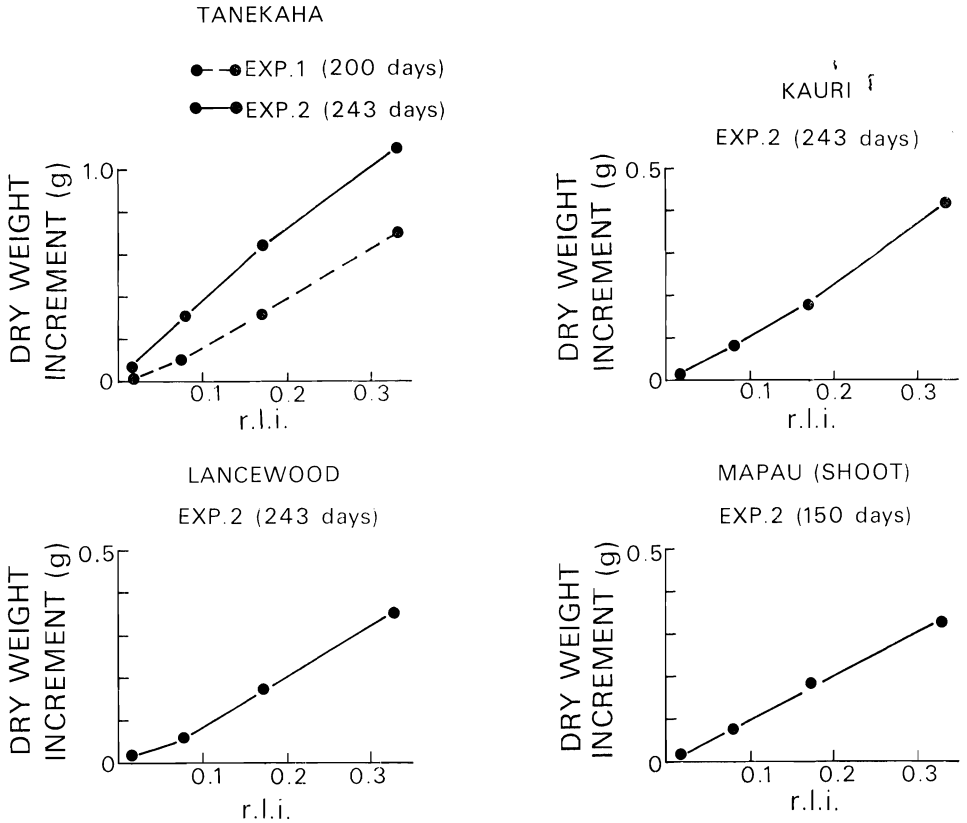 TANEKAHA
EXP.1 (200 days)
EXP.2 (243 days)
DRY WEIGHT
INCREMENT (g)
1.0
0
0.1 0.2 0.3
r.l.i.
KAURI
EXP.2 (243 days)
DRY WEIGHT
INCREMENT (g)
0.5
0
0.1 0.2 0.3
r.l.i.
LANCEWOOD
EXP.2 (243 days)
DRY WEIGHT
INCREMENT (g)
0.5
0
0.1 0.2 0.3
r.l.i.
MAPAU (SHOOT)
EXP.2 (150 days)
DRY WEIGHT
INCREMENT (g)
0.5
0
0.1 0.2 0.3
r.l.i.